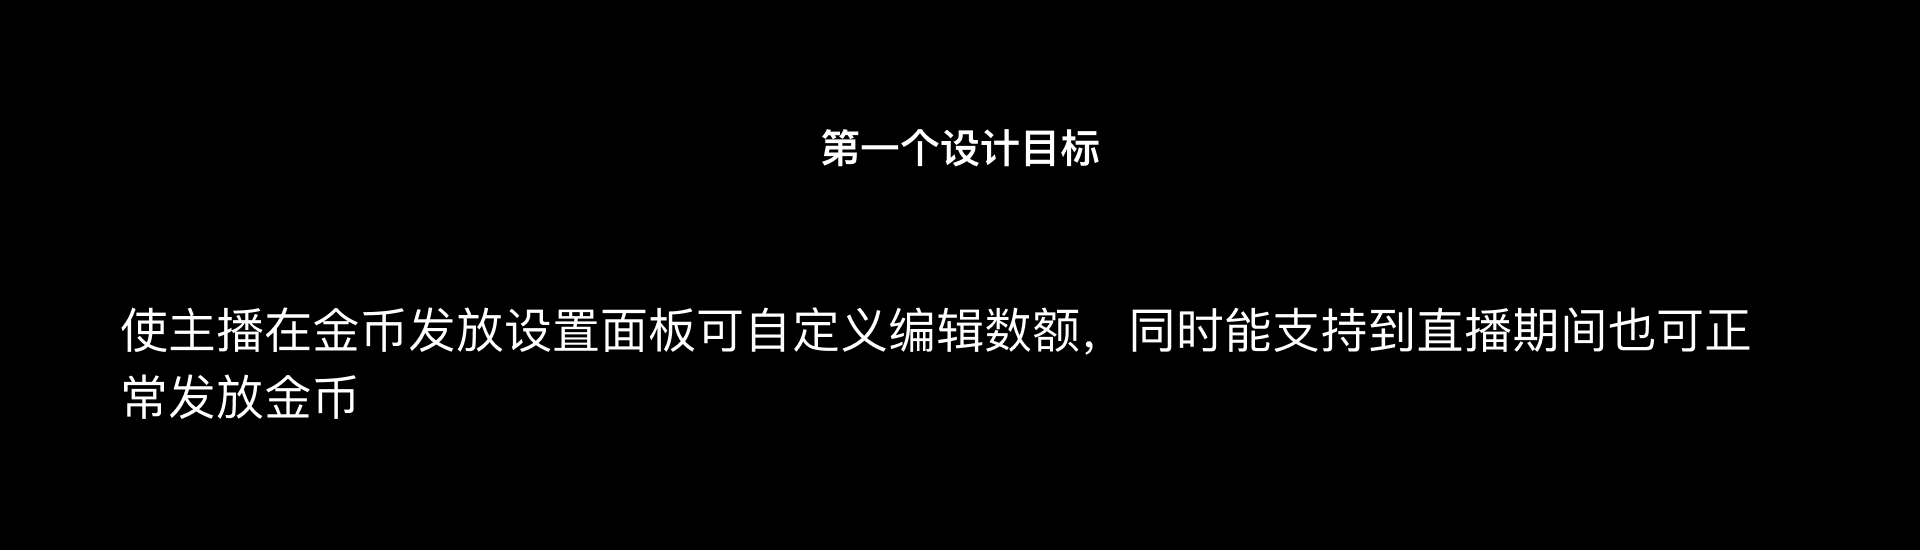 第一个设计目标
使主播在金币发放设置面板可自定义编辑数额，同时能支持到直播期间也可正
常发放金币